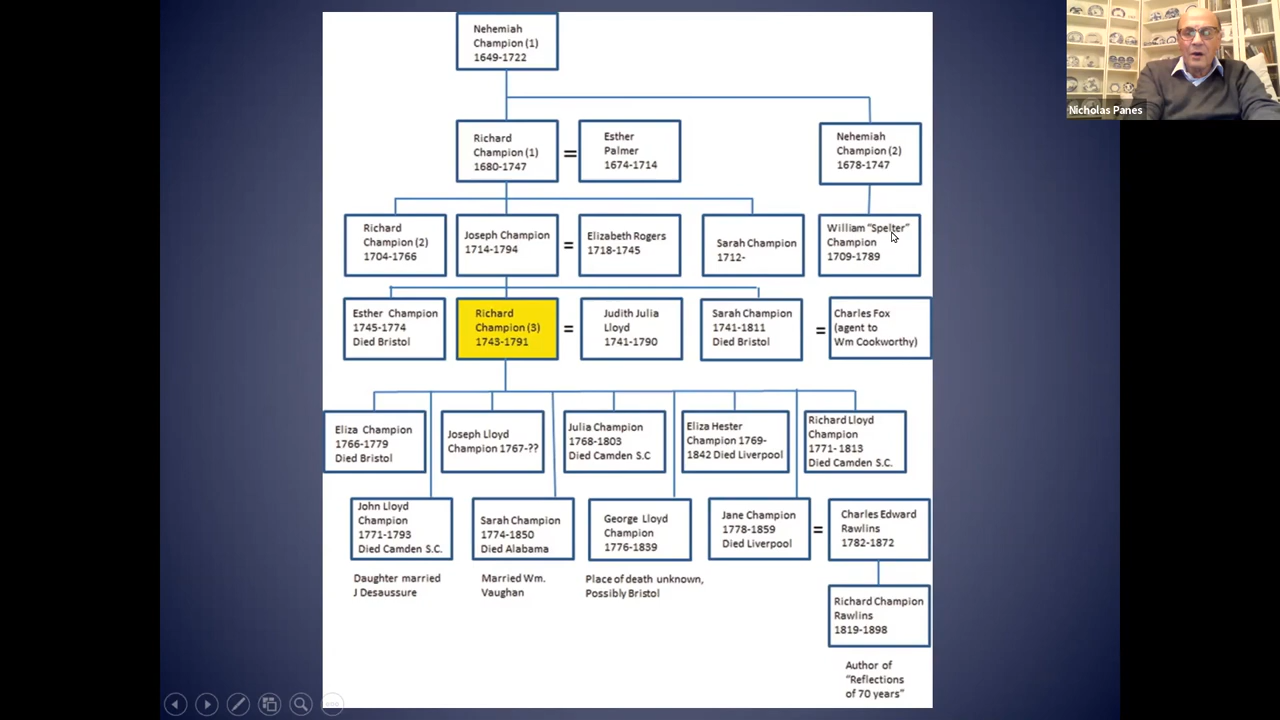 Nehemiah
Champion (1)
1649-1722
Nicholas Panes
Richard
Champion (1)
1680-1747
=
Esther
Palmer
1674-1714
Nehemiah
Champion (2)
1678-1747
Richard
Champion (2)
1704-1766
Joseph Champion
1714-1794
=
Elizabeth Rogers
1718-1745
Sarah Champion
1712-
William “Spelter”
Champion
1709-1789
Esther Champion
1745-1774
Died Bristol
Richard
Champion (3)
1743-1791
=
Judith Julia
Lloyd
1741-1790
Sarah Champion
1741-1811
Died Bristol
=
Charles Fox
(agent to
Wm Cookworthy)
Eliza Champion
1766-1779
Died Bristol
Joseph Lloyd
Champion 1767-??
Julia Champion
1768-1803
Died Camden S.C
Eliza Hester
Champion 1769-
1842 Died Liverpool
Richard Lloyd
Champion
1771- 1813
Died Camden S.C.
John Lloyd
Champion
1771-1793
Died Camden S.C.
Daughter married
J Desaussure
Sarah Champion
1774-1850
Died Alabama
Married Wm.
Vaughan
George Lloyd
Champion
1776-1839
Place of death unknown,
Possibly Bristol
Jane Champion
1778-1859
Died Liverpool
=
Charles Edward
Rawlins
1782-1872
Richard Champion
Rawlins
1819-1898
Author of
“Reflections
of 70 years”